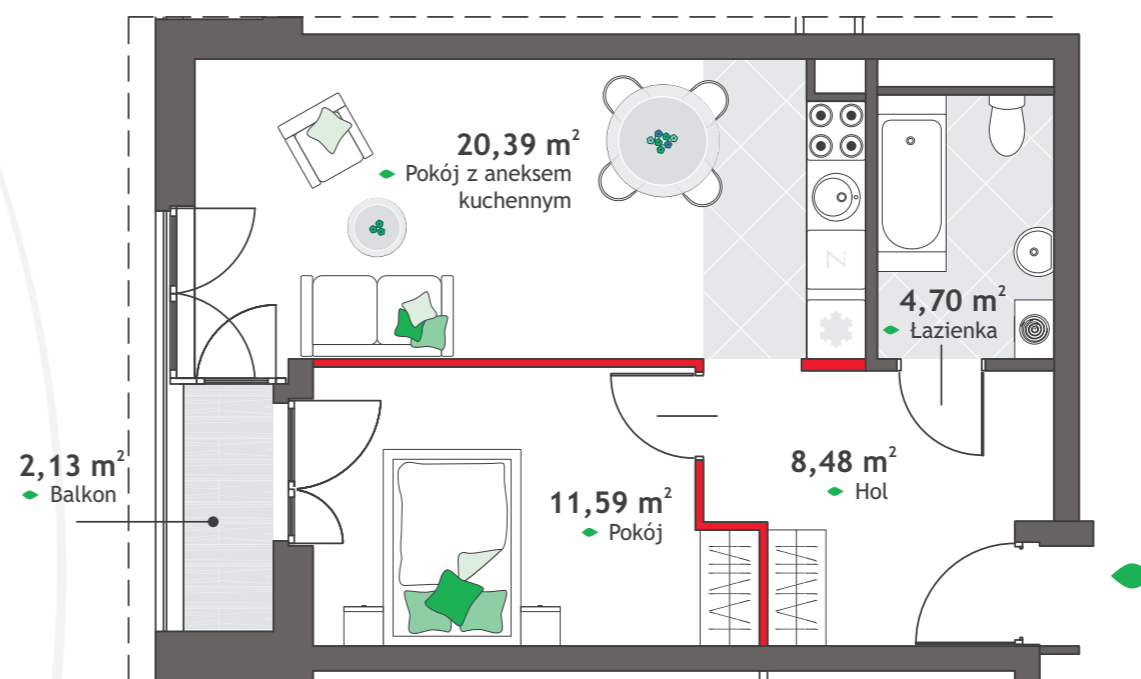 20,39 m²
Pokój z aneksem
kuchennym
4,70 m²
Łazienka
2,13 m²
Balkon
11,59 m²
Pokój
8,48 m²
Hol
Z